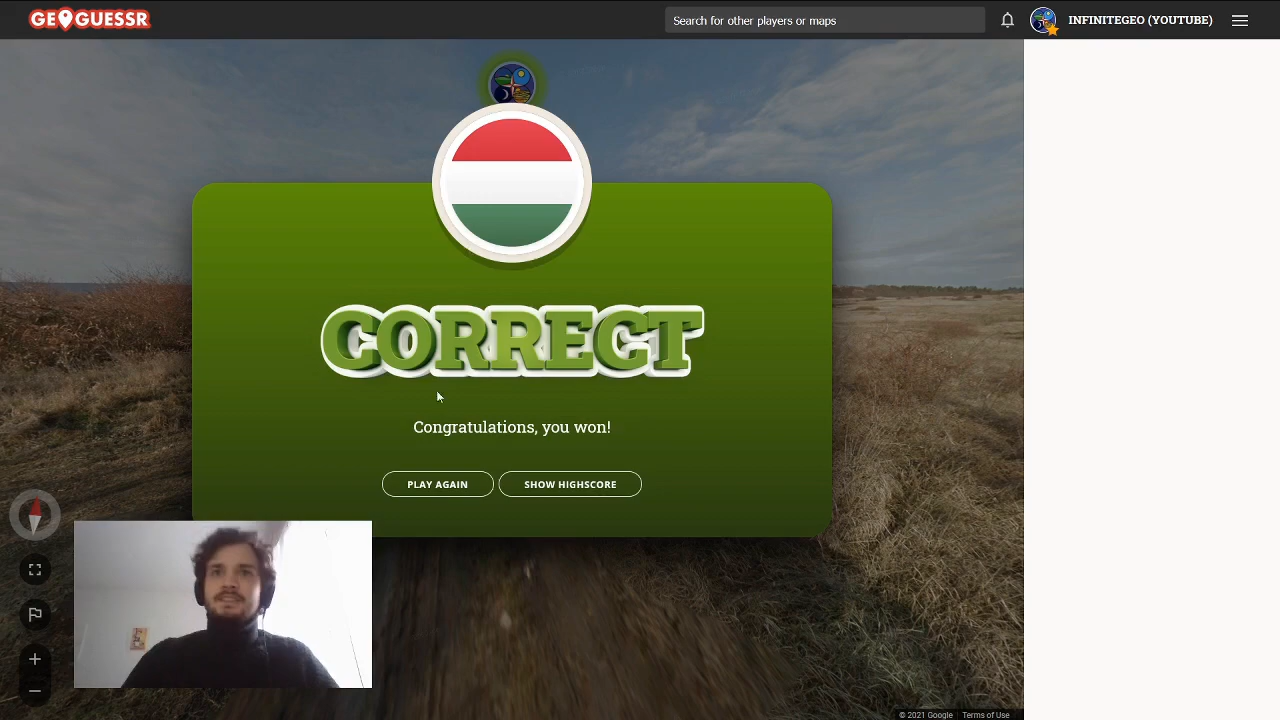 GEOGUESSR
Search for other players or maps
INFINITEGEO (YOUTUBE)
CORRECT
Congratulations, you won!
PLAY AGAIN
SHOW HIGHSCORE
© 2021 Google
Terms of Use